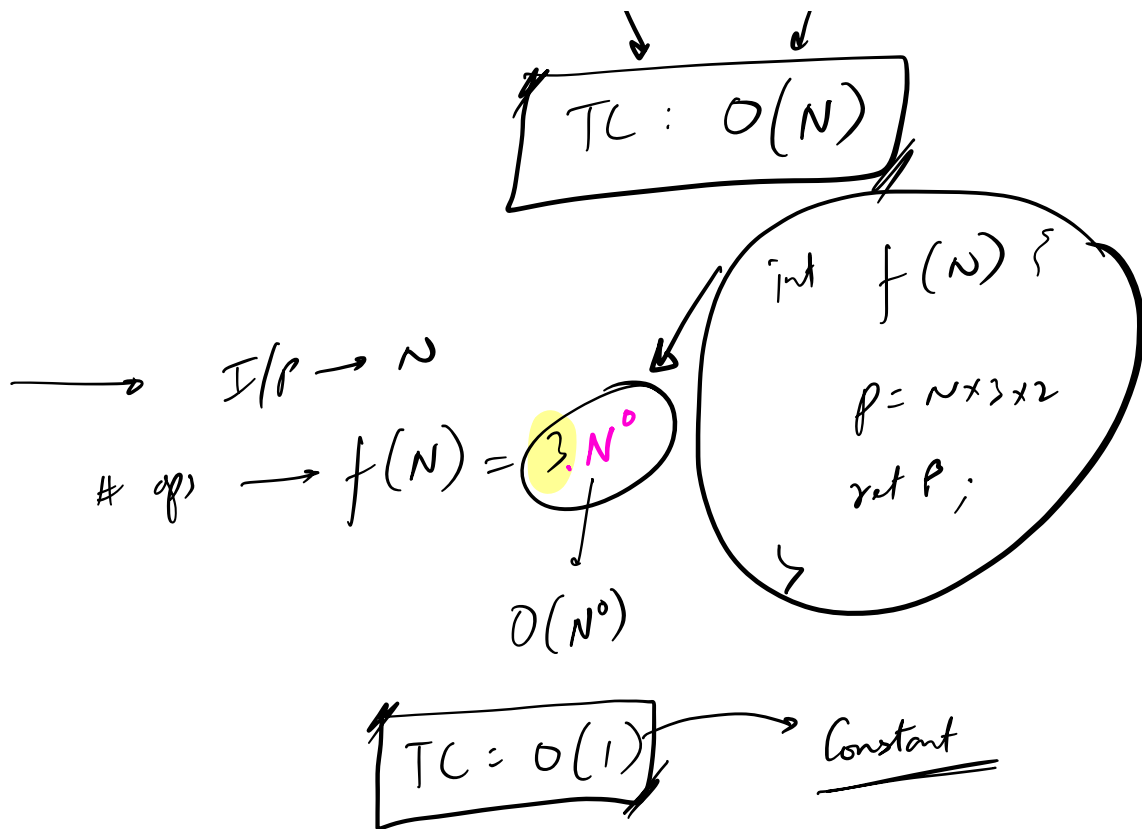 TC : O(N)
int f(N) {
I/P → N
P = N × 3 × 2
# ops → f(N) = 3.N⁰
ret P ;
}
O(N⁰)
TC = O(1) → Constant